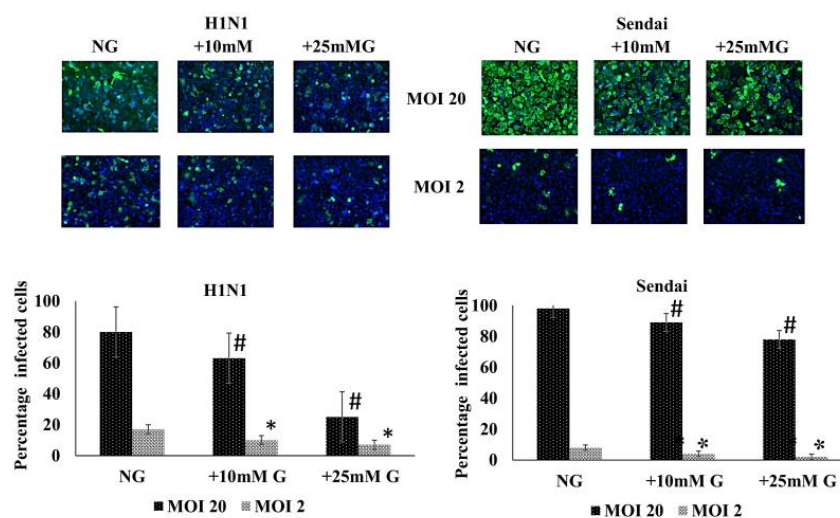 H1N1
NG +10mM +25mMG
Sendai
NG +10mM +25mMG
MOI 20
MOI 2
H1N1
Percentage infected cells
100
80
60
40
20
0
#
*
#
*
NG +10mM G +25mM G
MOI 20 MOI 2
Sendai
Percentage infected cells
100
80
60
40
20
0
#
* *
#
* *
NG +10mM G +25mM G
MOI 20 MOI 2